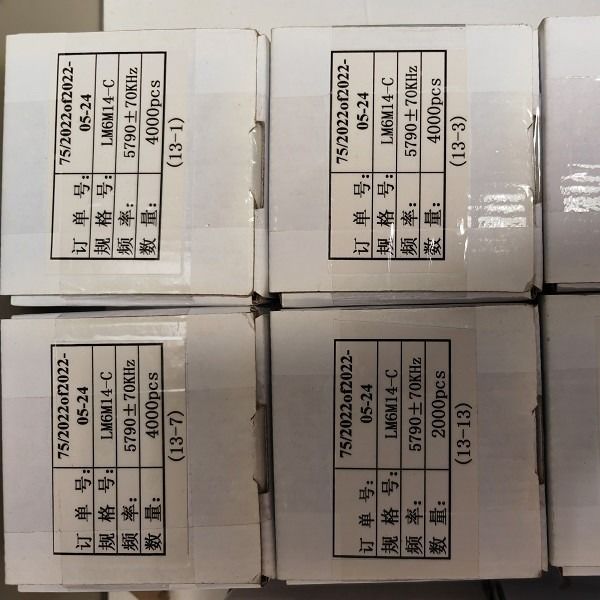 订 单 号: 75/2022of2022-
05-24
规 格 号: LM6M14-C
频 率: 5790±70KHz
数 量: 4000pcs
(13-1)
订 单 号: 75/2022of2022-
05-24
规 格 号: LM6M14-C
频 率: 5790±70KHz
数 量: 4000pcs
(13-3)
订 单 号: 75/2022of2022-
05-24
规 格 号: LM6M14-C
频 率: 5790±70KHz
数 量: 4000pcs
(13-7)
订 单 号: 75/2022of2022-
05-24
规 格 号: LM6M14-C
频 率: 5790±70KHz
数 量: 2000pcs
(13-13)